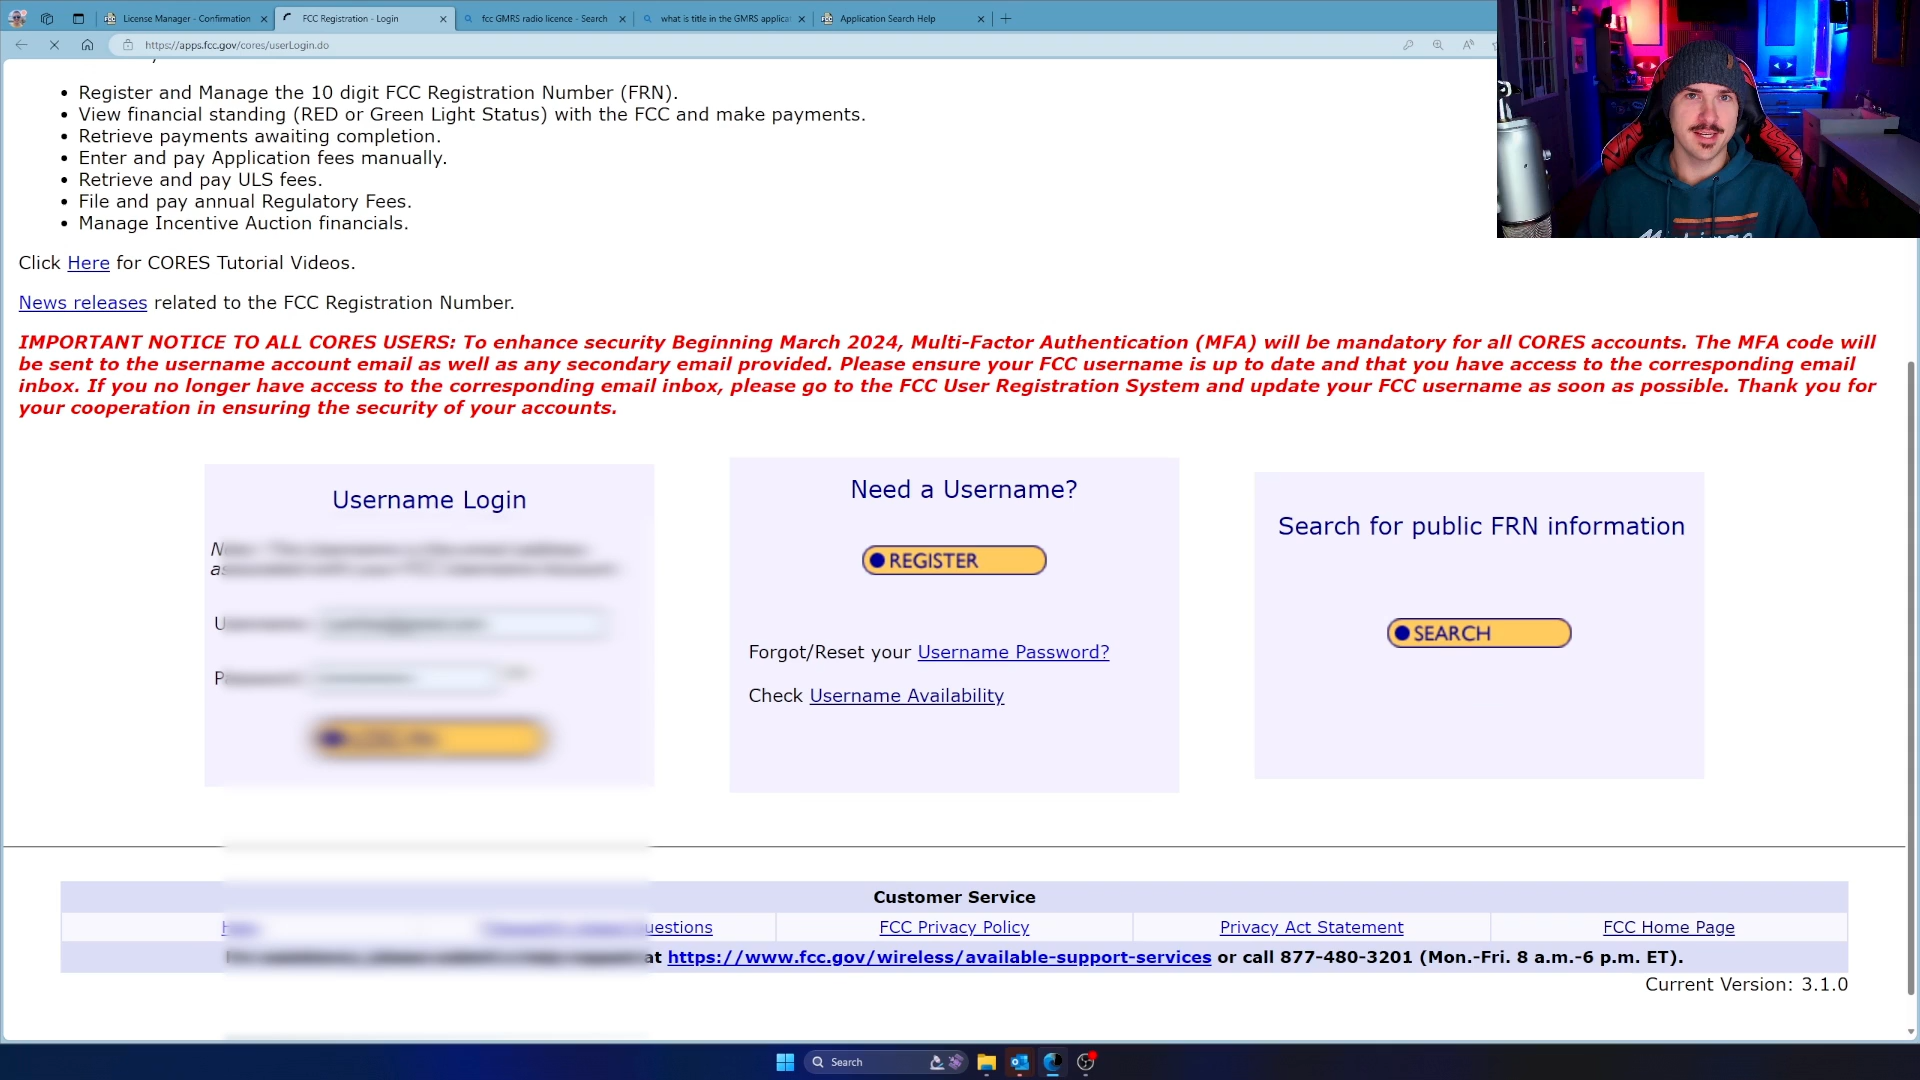 License Manager - Confirmation
FCC Registration - Login
fcc GMRS radio licence - Search
what is title in the GMRS applicat
Application Search Help
https://apps.fcc.gov/cores/userLogin.do
Register and Manage the 10 digit FCC Registration Number (FRN).
View financial standing (RED or Green Light Status) with the FCC and make payments.
Retrieve payments awaiting completion.
Enter and pay Application fees manually.
Retrieve and pay ULS fees.
File and pay annual Regulatory Fees.
Manage Incentive Auction financials.
Click Here for CORES Tutorial Videos.
News releases related to the FCC Registration Number.
IMPORTANT NOTICE TO ALL CORES USERS: To enhance security Beginning March 2024, Multi-Factor Authentication (MFA) will be mandatory for all CORES accounts. The MFA code will
be sent to the username account email as well as any secondary email provided. Please ensure your FCC username is up to date and that you have access to the corresponding email
inbox. If you no longer have access to the corresponding email inbox, please go to the FCC User Registration System and update your FCC username as soon as possible. Thank you for
your cooperation in ensuring the security of your accounts.
Username Login
Need a Username?
REGISTER
Forgot/Reset your Username Password?
Check Username Availability
Search for public FRN information
SEARCH
Customer Service
FCC Privacy Policy
Privacy Act Statement
FCC Home Page
at https://www.fcc.gov/wireless/available-support-services or call 877-480-3201 (Mon.-Fri. 8 a.m.-6 p.m. ET).
Current Version: 3.1.0
Search